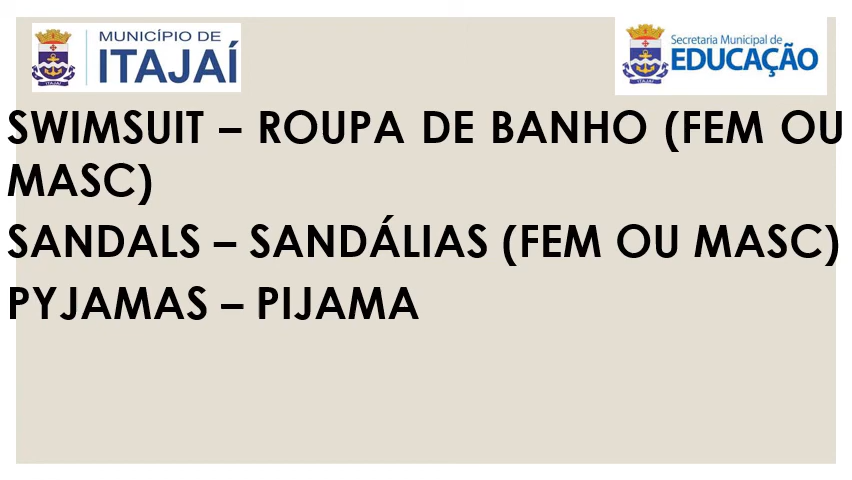 MUNICÍPIO DE
ITAJAÍ
Secretaria Municipal de
EDUCAÇÃO
SWIMSUIT – ROUPA DE BANHO (FEM OU
MASC)
SANDALS – SANDÁLIAS (FEM OU MASC)
PYJAMAS – PIJAMA